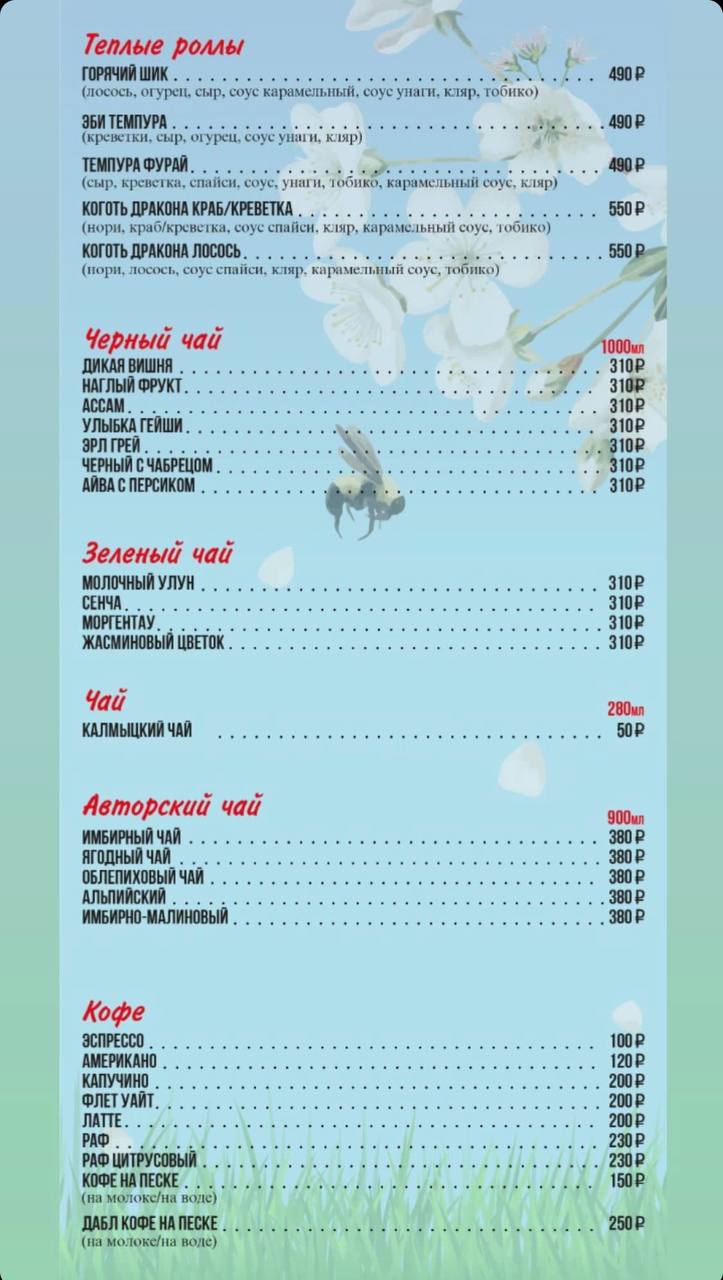 Теплые роллы
ГОРЯЧИЙ ШИК . . . . . 490 ₽
(лосось, огурец, сыр, соус карамельный, соус унаги, кляр, тобико)
ЭБИ ТЕМПУРА . . . . . 490 ₽
(креветки, сыр, огурец, соус унаги, кляр)
ТЕМПУРА ФУРАЙ . . . . . 490 ₽
(сыр, креветка, спайси, соус, унаги, тобико, карамельный соус, кляр)
КОГОТЬ ДРАКОНА КРАБ/КРЕВЕТКА . . . . . 550 ₽
(нори, краб/креветка, соус спайси, кляр, карамельный соус, тобико)
КОГОТЬ ДРАКОНА ЛОСОСЬ . . . . . 550 ₽
(нори, лосось, соус спайси, кляр, карамельный соус, тобико)
Черный чай 1000мл
ДИКАЯ ВИШНЯ . . . . . 310 ₽
НАГЛЫЙ ФРУКТ . . . . . 310 ₽
АССАМ . . . . . 310 ₽
УЛЫБКА ГЕЙШИ . . . . . 310 ₽
ЭРЛ ГРЕЙ . . . . . 310 ₽
ЧЕРНЫЙ С ЧАБРЕЦОМ . . . . . 310 ₽
АЙВА С ПЕРСИКОМ . . . . . 310 ₽
Зеленый чай
МОЛОЧНЫЙ УЛУН . . . . . 310 ₽
СЕНЧА . . . . . 310 ₽
МОРГЕНТАУ . . . . . 310 ₽
ЖАСМИНОВЫЙ ЦВЕТОК . . . . . 310 ₽
Чай 280мл
КАЛМЫЦКИЙ ЧАЙ . . . . . 50 ₽
Авторский чай 900мл
ИМБИРНЫЙ ЧАЙ . . . . . 380 ₽
ЯГОДНЫЙ ЧАЙ . . . . . 380 ₽
ОБЛЕПИХОВЫЙ ЧАЙ . . . . . 380 ₽
АЛЬПИЙСКИЙ . . . . . 380 ₽
ИМБИРНО-МАЛИНОВЫЙ . . . . . 380 ₽
Кофе
ЭСПРЕССО . . . . . 100 ₽
АМЕРИКАНО . . . . . 120 ₽
КАПУЧИНО . . . . . 200 ₽
ФЛЕТ УАЙТ . . . . . 200 ₽
ЛАТТЕ . . . . . 200 ₽
РАФ . . . . . 230 ₽
РАФ ЦИТРУСОВЫЙ . . . . . 230 ₽
КОФЕ НА ПЕСКЕ . . . . . 150 ₽
(на молоке/на воде)
ДАБЛ КОФЕ НА ПЕСКЕ . . . . . 250 ₽
(на молоке/на воде)